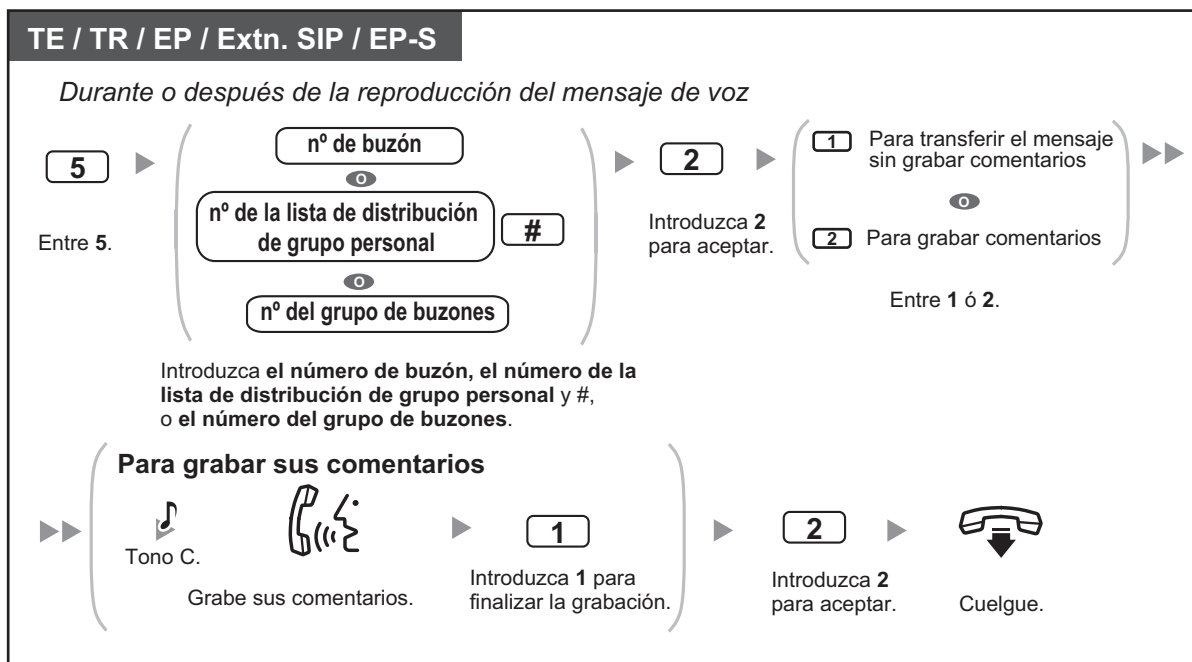 TE / TR / EP / Extn. SIP / EP-S
Durante o después de la reproducción del mensaje de voz
5
Entre 5.
nº de buzón
O
nº de la lista de distribución
de grupo personal
#
O
nº del grupo de buzones
Introduzca el número de buzón, el número de la
lista de distribución de grupo personal y #,
o el número del grupo de buzones.
2
Introduzca 2
para aceptar.
1 Para transferir el mensaje
sin grabar comentarios
O
2 Para grabar comentarios
Entre 1 ó 2.
Para grabar sus comentarios
Tono C.
Grabe sus comentarios.
1
Introduzca 1 para
finalizar la grabación.
2
Introduzca 2
para aceptar.
Cuelgue.